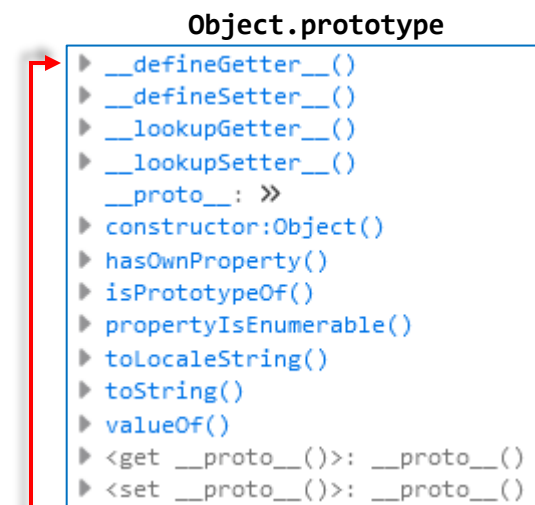 Object.prototype
__defineGetter__()
__defineSetter__()
__lookupGetter__()
__lookupSetter__()
__proto__: »
constructor:Object()
hasOwnProperty()
isPrototypeOf()
propertyIsEnumerable()
toLocaleString()
toString()
valueOf()
<get __proto__()>: __proto__()
<set __proto__()>: __proto__()